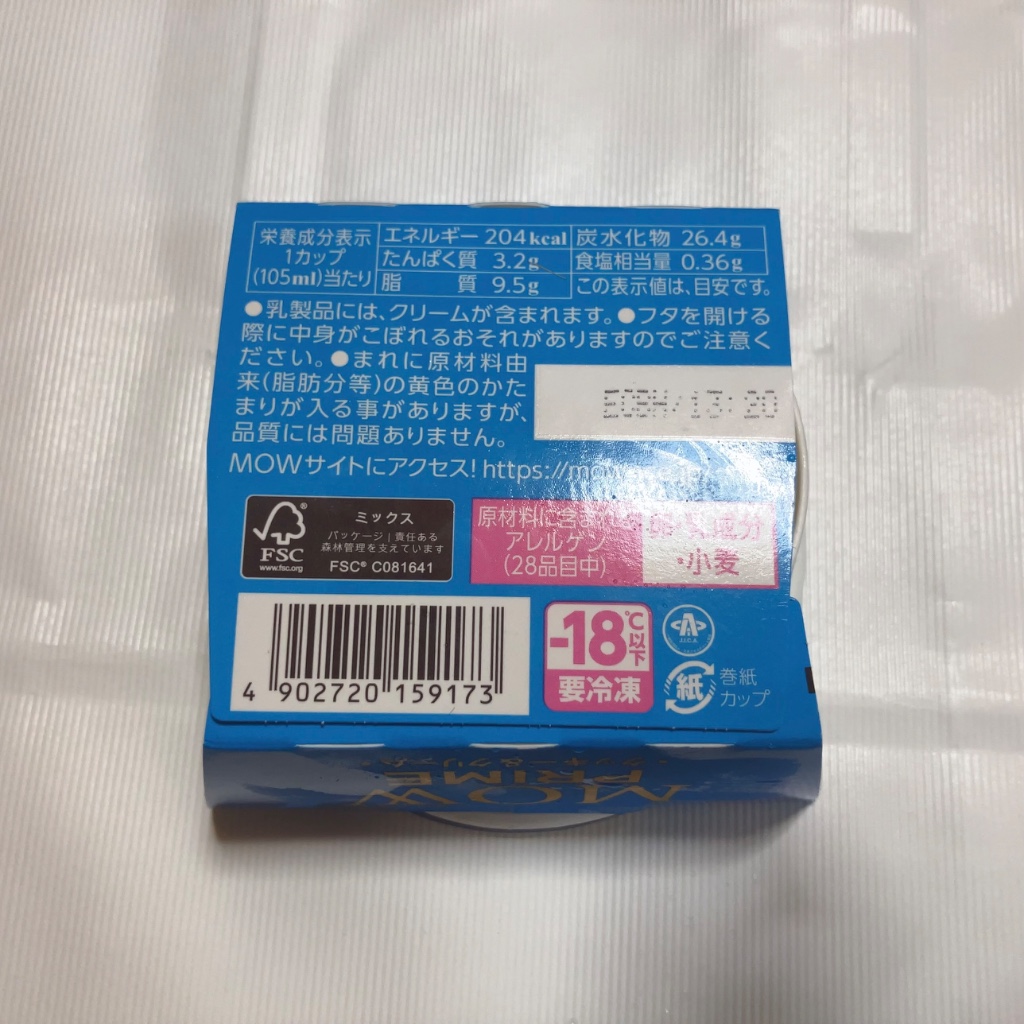 栄養成分表示
1カップ
(105ml)当たり
エネルギー 204kcal
炭水化物 26.4g
たんぱく質 3.2g
食塩相当量 0.36g
脂 質 9.5g
この表示値は、目安です。
●乳製品には、クリームが含まれます。●フタを開ける
際に中身がこぼれるおそれがありますのでご注意く
ださい。●まれに原材料由
来(脂肪分等)の黄色のかた
まりが入る事がありますが、
品質には問題ありません。
MOWサイトにアクセス! https://mow
FSC®
www.fsc.org
ミックス
パッケージ|責任ある
森林管理を支えています
FSC® C081641
原材料に含まれ
アレルゲン
(28品目中)
成分
・小麦
4 902720 159173
-18℃以下
要冷凍
紙
巻紙
カップ
クッキー&クリーム
PRIME
MOW